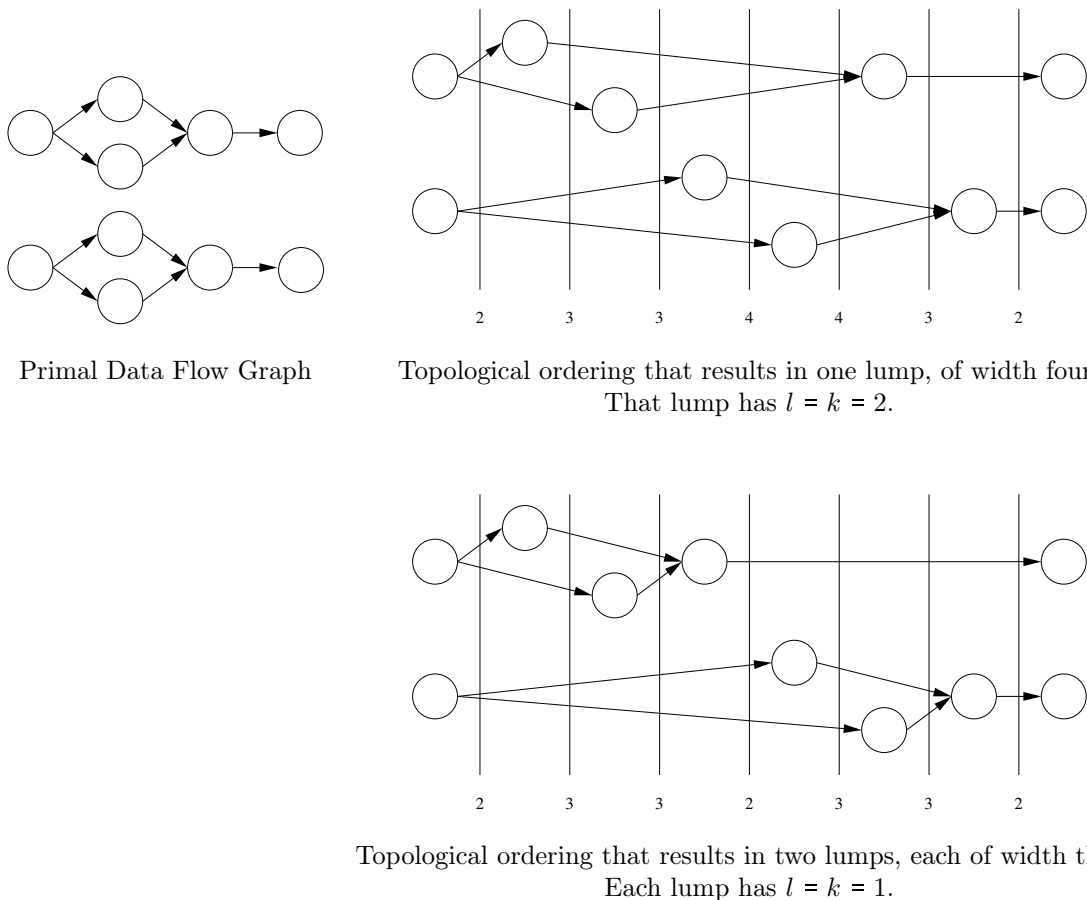 2 3 3 4 4 3 2
Primal Data Flow Graph
Topological ordering that results in one lump, of width four
That lump has l = k = 2.
2 3 3 2 3 3 2
Topological ordering that results in two lumps, each of width
Each lump has l = k = 1.